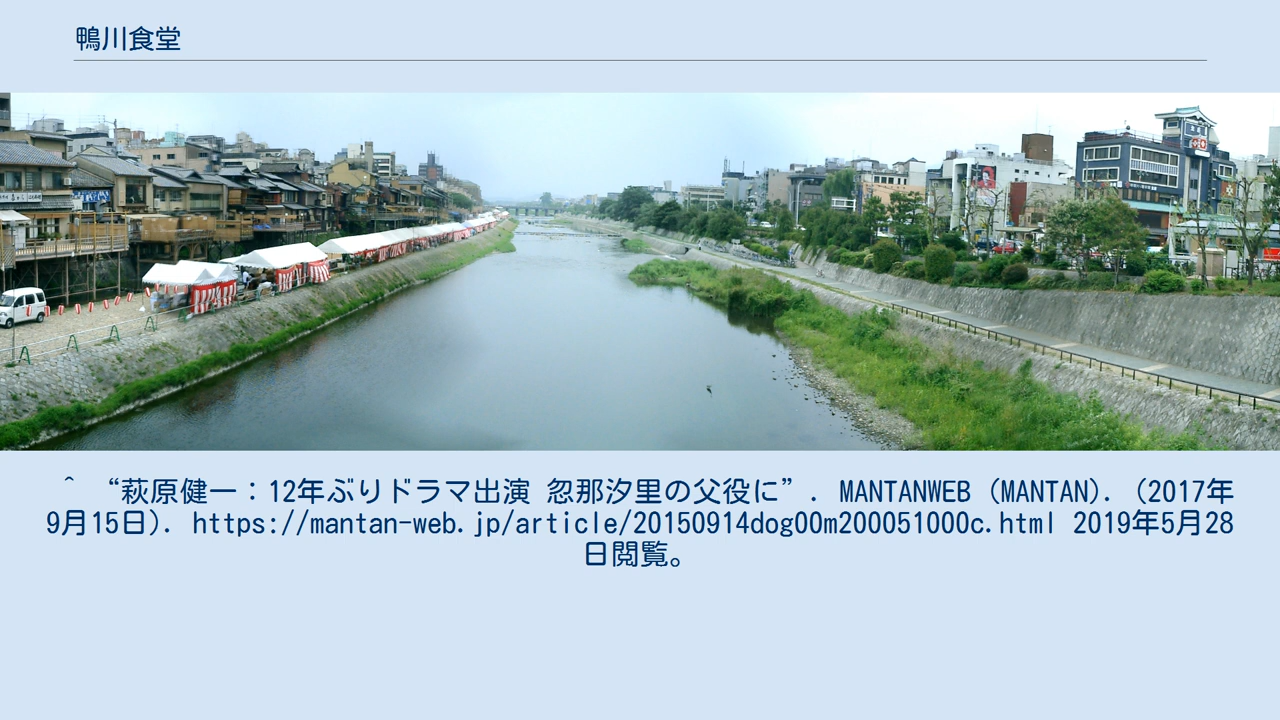 鴨川食堂
^ “萩原健一：12年ぶりドラマ出演 忽那汐里の父役に”. MANTANWEB (MANTAN). (2017年
9月15日). https://mantan-web.jp/article/20150914dog00m200051000c.html 2019年5月28
日閲覧。